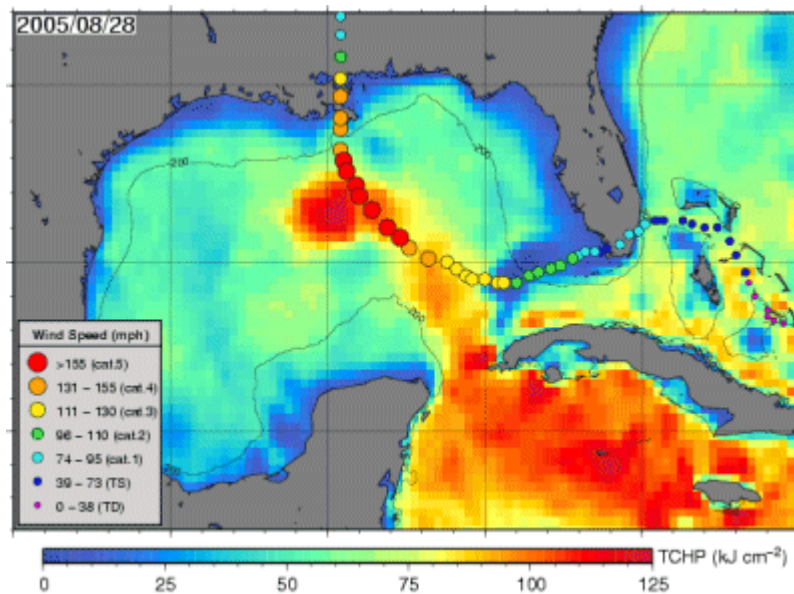 2005/08/28
-200
-200
-200
Wind Speed (mph)
>155 (cat.5)
131 – 155 (cat.4)
111 – 130 (cat.3)
96 – 110 (cat.2)
74 – 95 (cat.1)
39 – 73 (TS)
0 – 38 (TD)
0 25 50 75 100 125 TCHP (kJ cm⁻²)